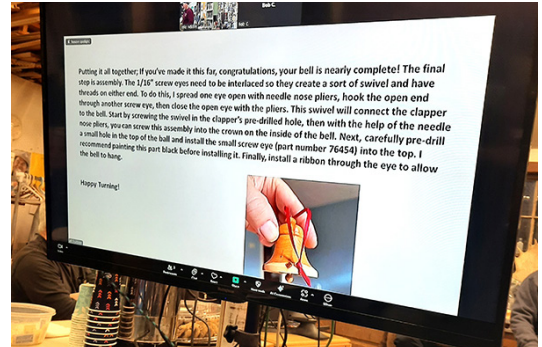 Bob C.
Putting it all together; If you've made it this far, congratulations, your bell is nearly complete! The final
step is assembly. The 1/16" screw eyes need to be interlaced so they create a sort of swivel and have
threads on either end. To do this, I spread one eye open with needle nose pliers, hook the open end
through another screw eye, then close the open eye with the pliers. This swivel will connect the clapper
to the bell. Start by screwing the swivel in the clapper's pre-drilled hole, then with the help of the needle
nose pliers, you can screw this assembly into the crown on the inside of the bell. Next, carefully pre-drill
a small hole in the top of the ball and install the small screw eye (part number 76454) into the top. I
recommend painting this part black before installing it. Finally, install a ribbon through the eye to allow
the bell to hang.
Happy Turning!